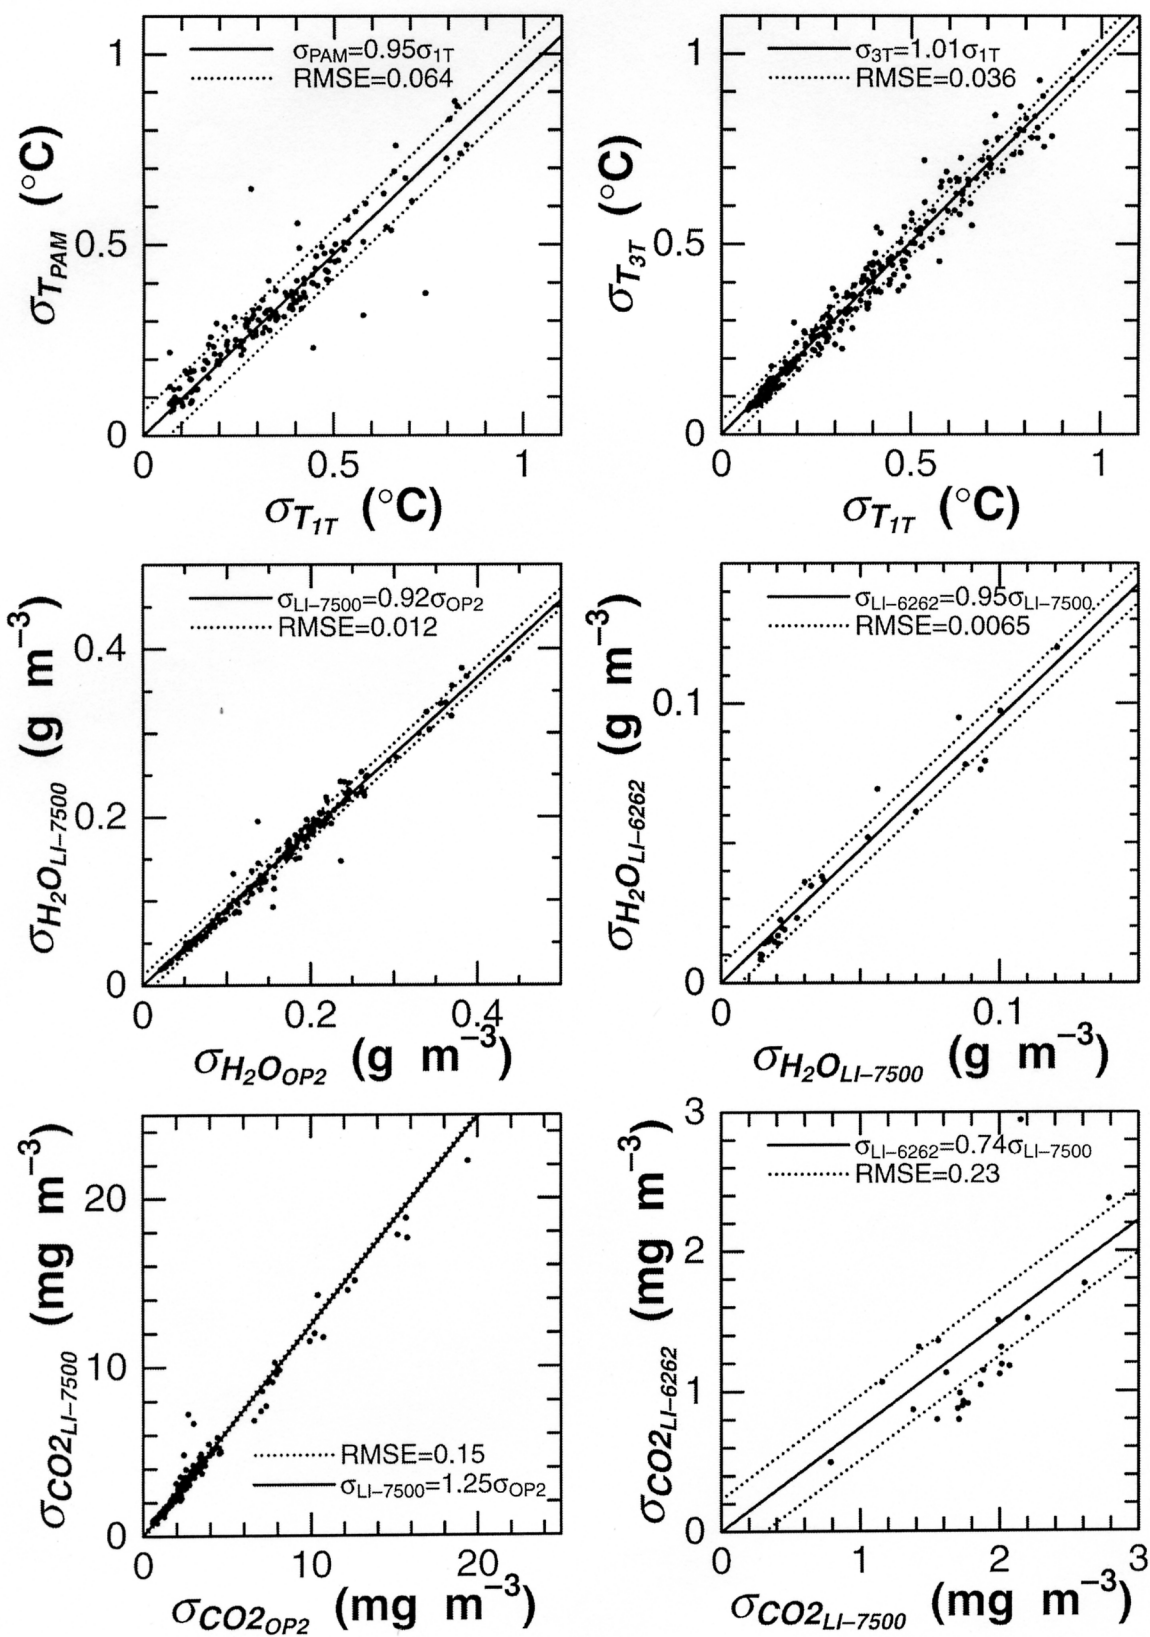 σPAM=0.95σ1T
RMSE=0.064
1
0.5
0
0 0.5 1
σTPAM (°C)
σT1T (°C)
σ3T=1.01σ1T
RMSE=0.036
1
0.5
0
0 0.5 1
σT3T (°C)
σT1T (°C)
σLI−7500=0.92σOP2
RMSE=0.012
0.4
0.2
0
0 0.2 0.4
σH2OLI−7500 (g m−3)
σH2OOP2 (g m−3)
σLI−6262=0.95σLI−7500
RMSE=0.0065
0.1
0
0 0.1
σH2OLI−6262 (g m−3)
σH2OLI−7500 (g m−3)
20
10
0
RMSE=0.15
σLI−7500=1.25σOP2
0 10 20
σCO2LI−7500 (mg m−3)
σCO2OP2 (mg m−3)
3
σLI−6262=0.74σLI−7500
RMSE=0.23
2
1
0
0 1 2 3
σCO2LI−6262 (mg m−3)
σCO2LI−7500 (mg m−3)